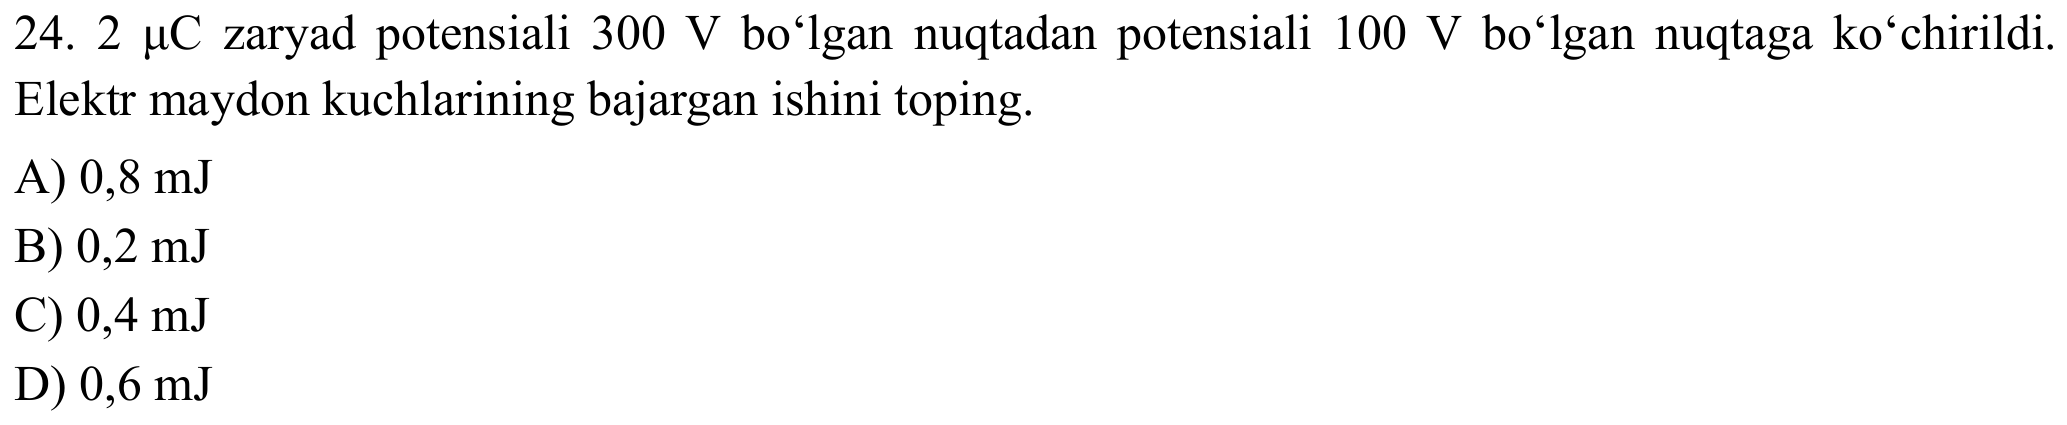 24. 2 μC zaryad potensiali 300 V bo‘lgan nuqtadan potensiali 100 V bo‘lgan nuqtaga ko‘chirildi.
Elektr maydon kuchlarining bajargan ishini toping.
A) 0,8 mJ
B) 0,2 mJ
C) 0,4 mJ
D) 0,6 mJ